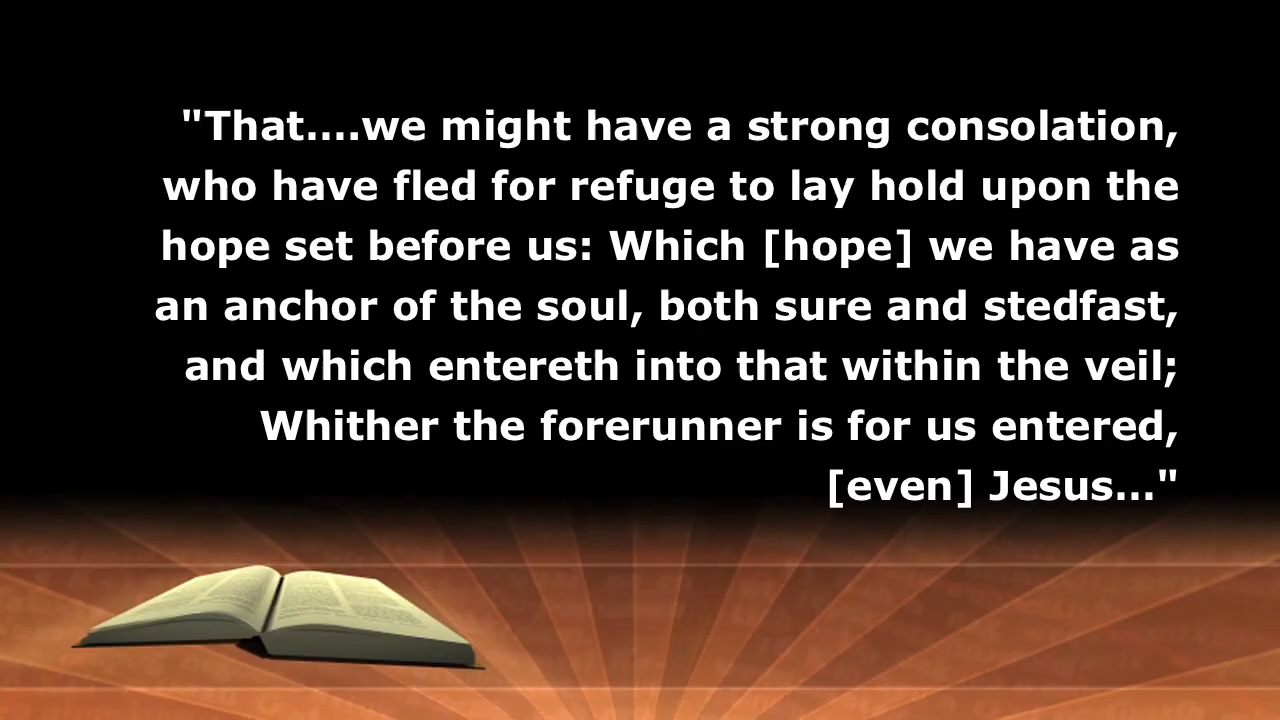 "That....we might have a strong consolation,
who have fled for refuge to lay hold upon the
hope set before us: Which [hope] we have as
an anchor of the soul, both sure and stedfast,
and which entereth into that within the veil;
Whither the forerunner is for us entered,
[even] Jesus..."